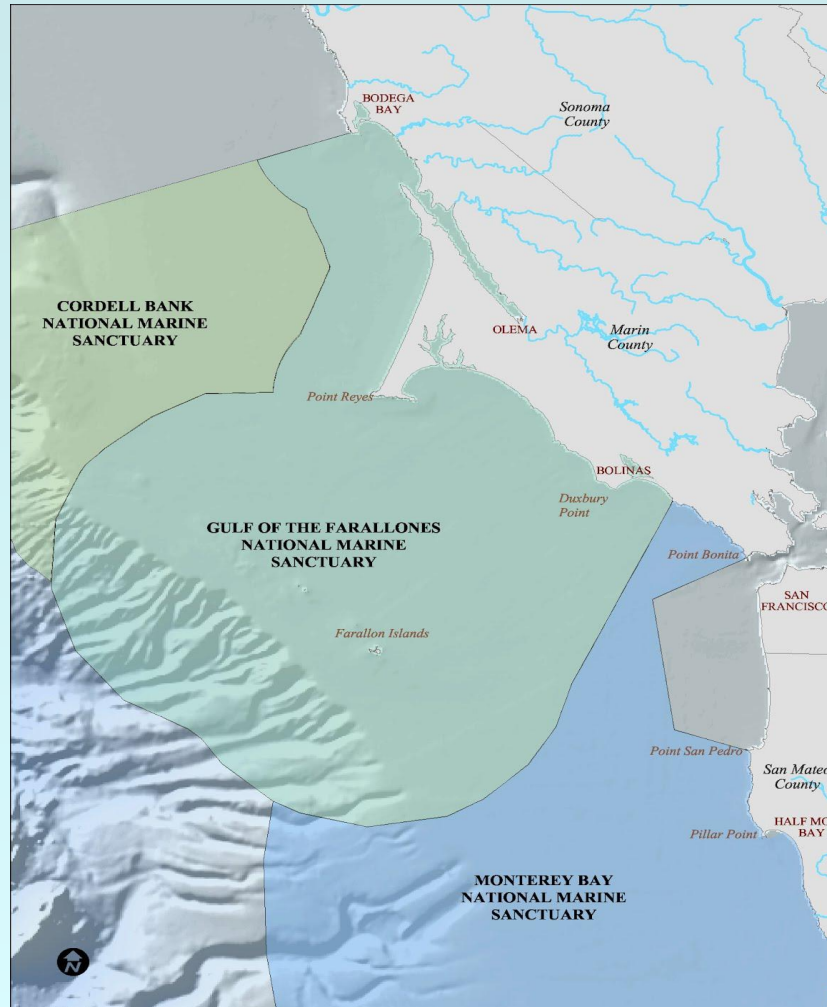 BODEGA
BAY
Sonoma
County
CORDELL BANK
NATIONAL MARINE
SANCTUARY
OLEMA
Marin
County
Point Reyes
BOLINAS
Duxbury
Point
GULF OF THE FARALLONES
NATIONAL MARINE
SANCTUARY
Point Bonita
SAN
FRANCISCO
Farallon Islands
Point San Pedro
San Mateo
County
Pillar Point
HALF MO
BAY
MONTEREY BAY
NATIONAL MARINE
SANCTUARY
N